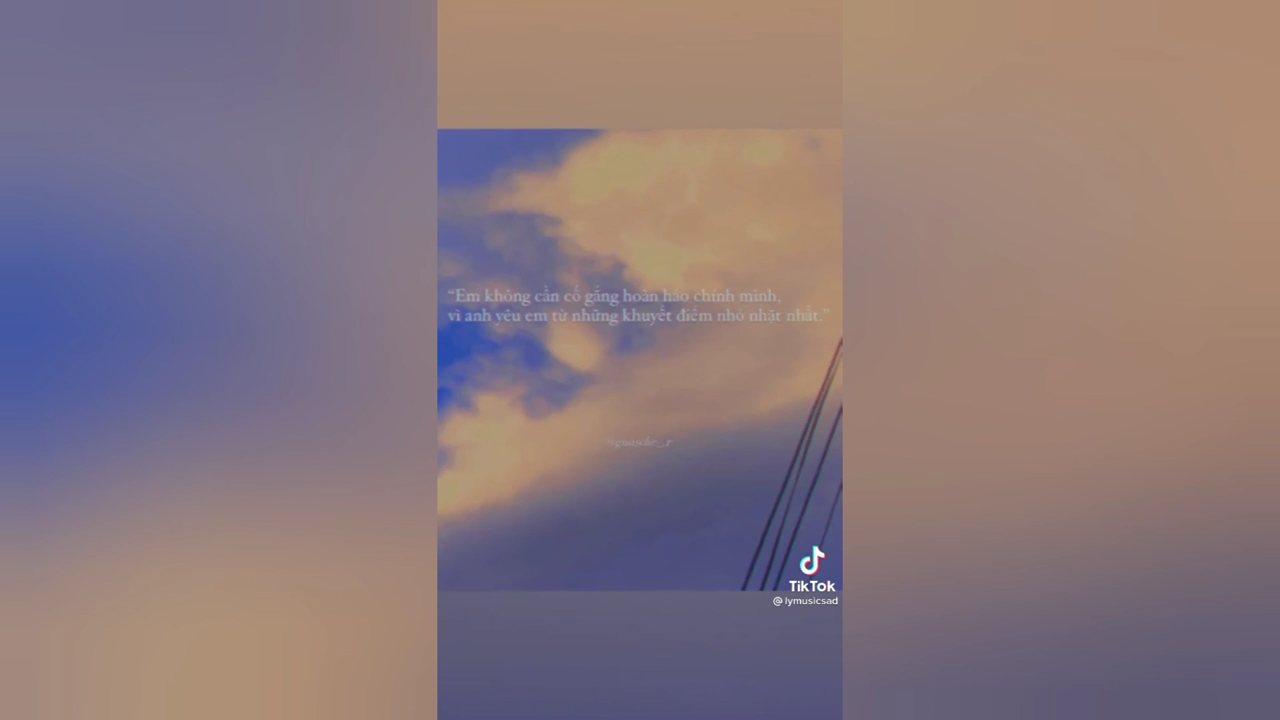 “Em không cần cố gắng hoàn hảo chính mình,
vì anh yêu em từ những khuyết điểm nhỏ nhặt nhất.”
TikTok
@lymusicsad